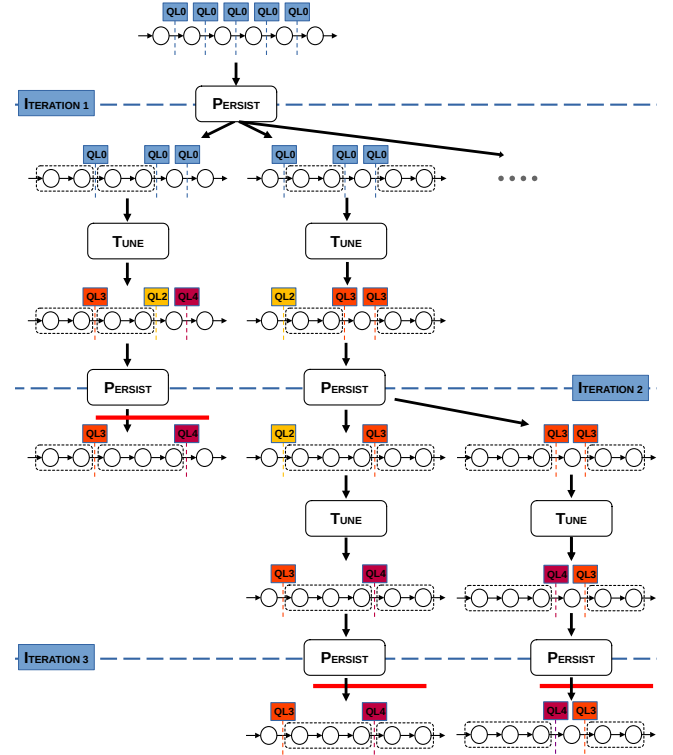 QL0 QL0 QL0 QL0 QL0
ITERATION 1
PERSIST
QL0 QL0 QL0 QL0 QL0 QL0
TUNE TUNE
QL3 QL2 QL4 QL2 QL3 QL3
PERSIST PERSIST ITERATION 2
QL3 QL4 QL2 QL3 QL3 QL3
TUNE TUNE
QL3 QL4 QL4 QL3
ITERATION 3 PERSIST PERSIST
QL3 QL4 QL4 QL3